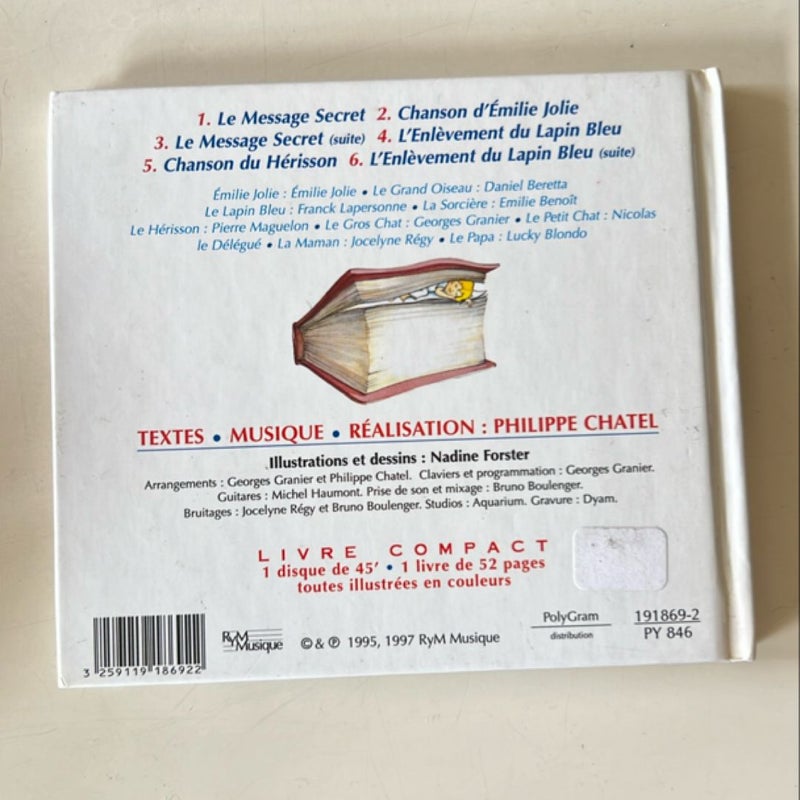 1. Le Message Secret 2. Chanson d'Émilie Jolie
3. Le Message Secret (suite) 4. L'Enlèvement du Lapin Bleu
5. Chanson du Hérisson 6. L'Enlèvement du Lapin Bleu (suite)
Émilie Jolie : Émilie Jolie • Le Grand Oiseau : Daniel Beretta
Le Lapin Bleu : Franck Lapersonne • La Sorcière : Emilie Benoît
Le Hérisson : Pierre Maguelon • Le Gros Chat : Georges Granier • Le Petit Chat : Nicolas
le Délégué • La Maman : Jocelyne Régy • Le Papa : Lucky Blondo
TEXTES • MUSIQUE • RÉALISATION : PHILIPPE CHATEL
Illustrations et dessins : Nadine Forster
Arrangements : Georges Granier et Philippe Chatel. Claviers et programmation : Georges Granier.
Guitares : Michel Haumont. Prise de son et mixage : Bruno Boulenger.
Bruitages : Jocelyne Régy et Bruno Boulenger. Studios : Aquarium. Gravure : Dyam.
LIVRE COMPACT
1 disque de 45' • 1 livre de 52 pages
toutes illustrées en couleurs
3 259119 186922
RyM Musique
© & ℗ 1995, 1997 RyM Musique
PolyGram
distribution
191869-2
PY 846